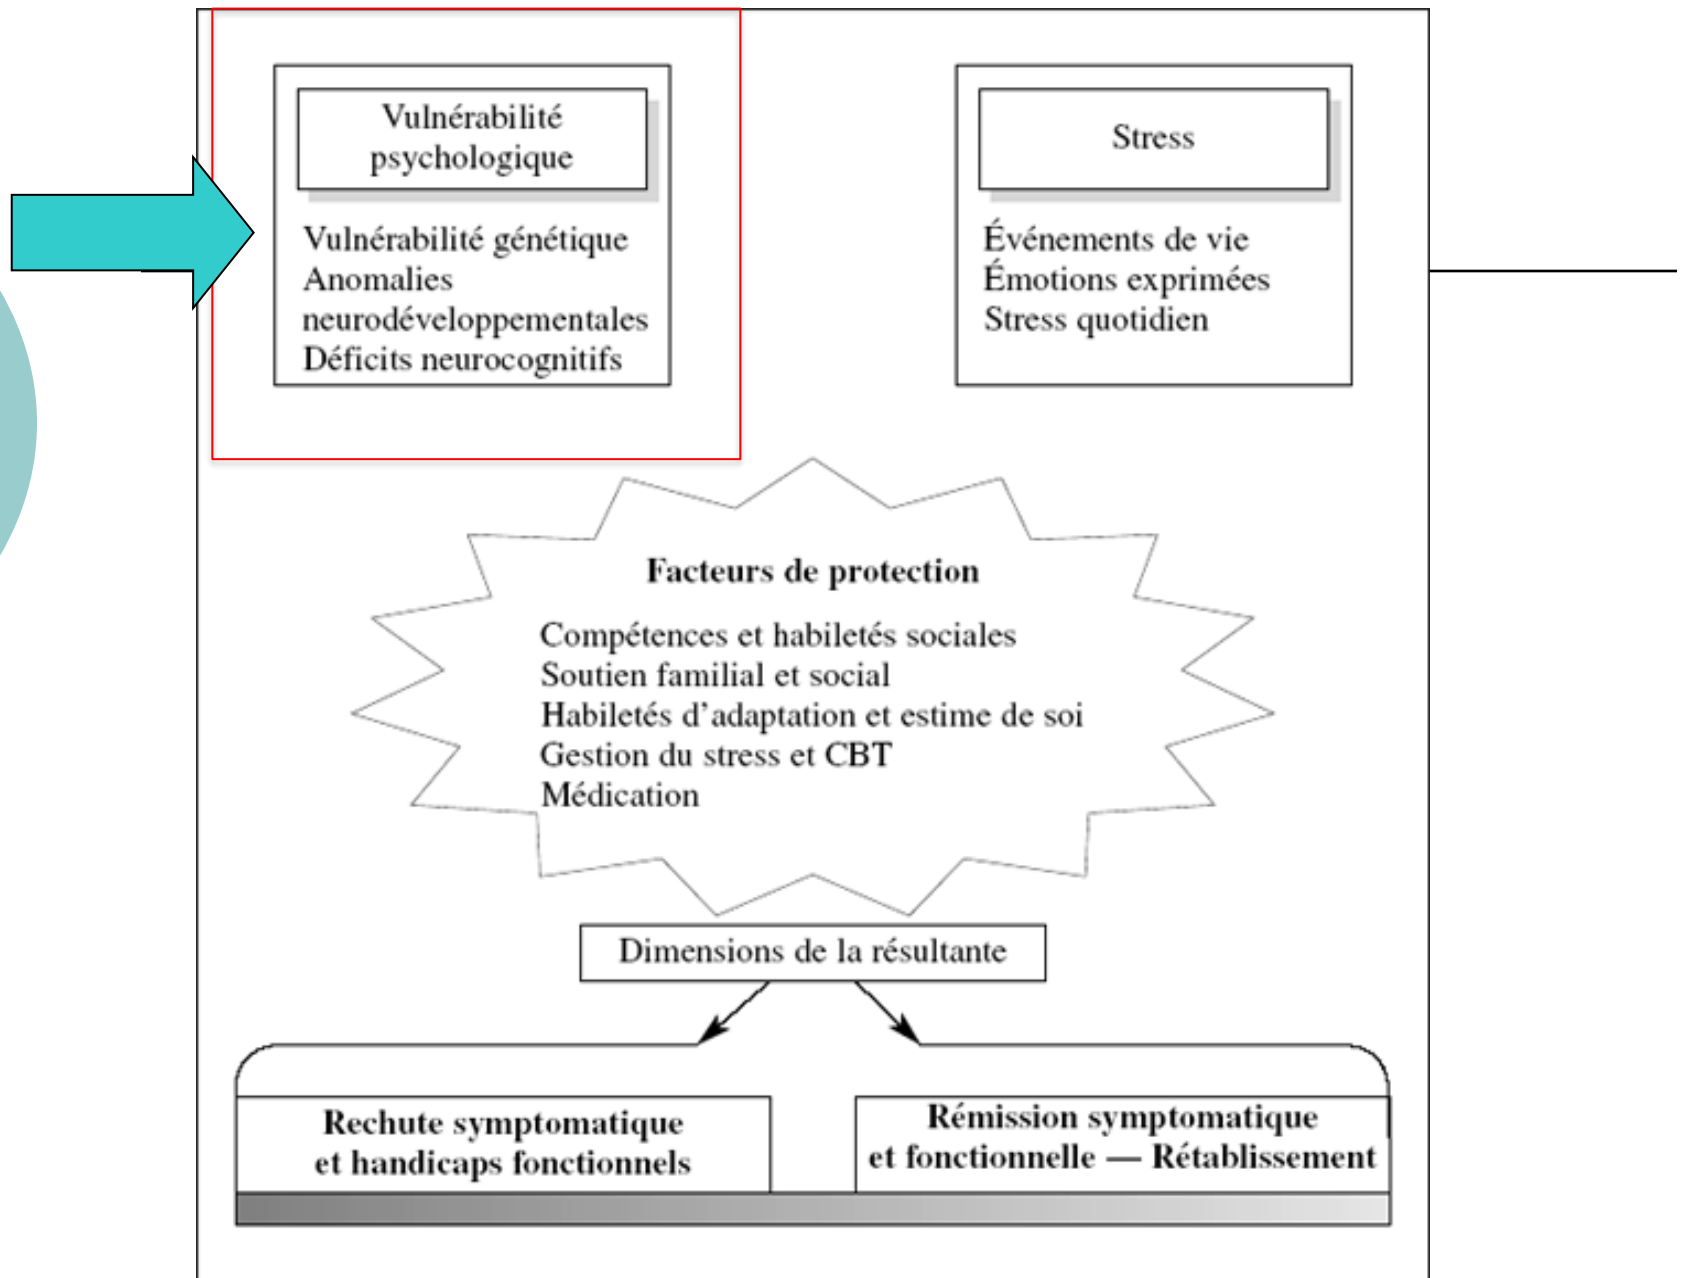 Vulnérabilité
psychologique
Vulnérabilité génétique
Anomalies
neurodéveloppementales
Déficits neurocognitifs
Stress
Événements de vie
Émotions exprimées
Stress quotidien
Facteurs de protection
Compétences et habiletés sociales
Soutien familial et social
Habiletés d’adaptation et estime de soi
Gestion du stress et CBT
Médication
Dimensions de la résultante
Rechute symptomatique
et handicaps fonctionnels
Rémission symptomatique
et fonctionnelle — Rétablissement